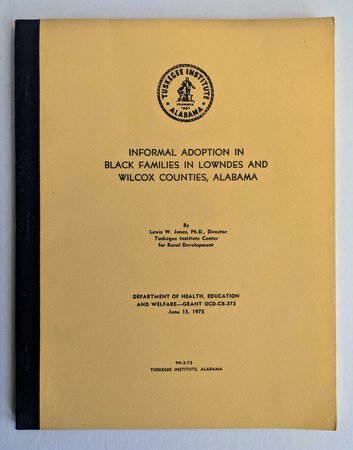 TUSKEGEE INSTITUTE
FOUNDED
1881
ALABAMA
INFORMAL ADOPTION IN
BLACK FAMILIES IN LOWNDES AND
WILCOX COUNTIES, ALABAMA
By
Lewis W. Jones, Ph.D., Director
Tuskegee Institute Center
for Rural Development
DEPARTMENT OF HEALTH, EDUCATION
AND WELFARE—GRANT OCD-CB-373
June 15, 1975
PN-2-75
TUSKEGEE INSTITUTE, ALABAMA